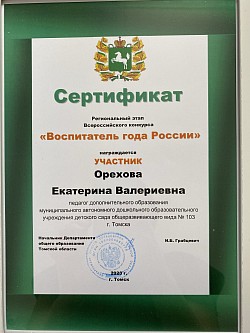 Сертификат
Региональный этап
Всероссийского конкурса
«Воспитатель года России»
награждается
УЧАСТНИК
Орехова
Екатерина Валериевна
педагог дополнительного образования
муниципального автономного дошкольного образовательного
учреждения детского сада общеразвивающего вида № 103
г. Томска
Начальник Департамента
общего образования
Томской области
И.Б. Грабцевич
2020 г
г. Томск